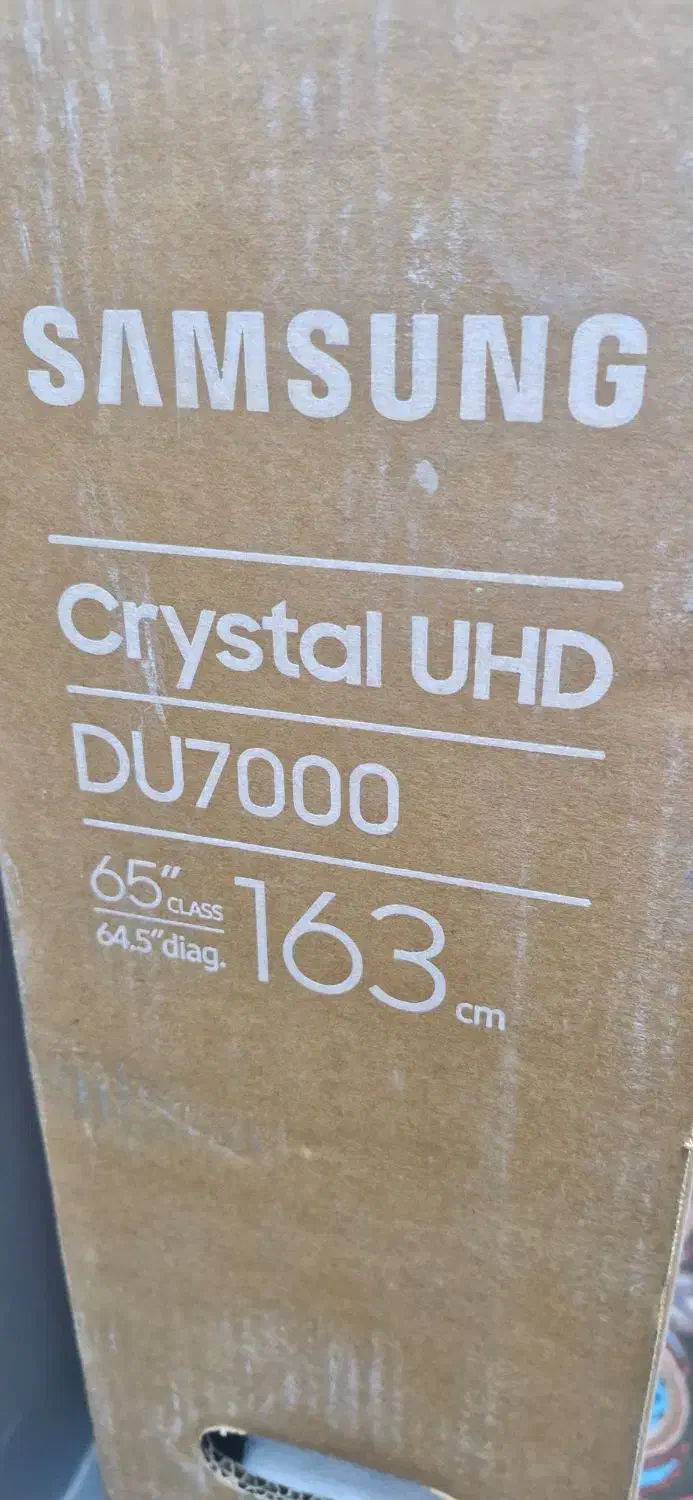 SAMSUNG
Crystal UHD
DU7000
65" CLASS
64.5" diag.
163 cm